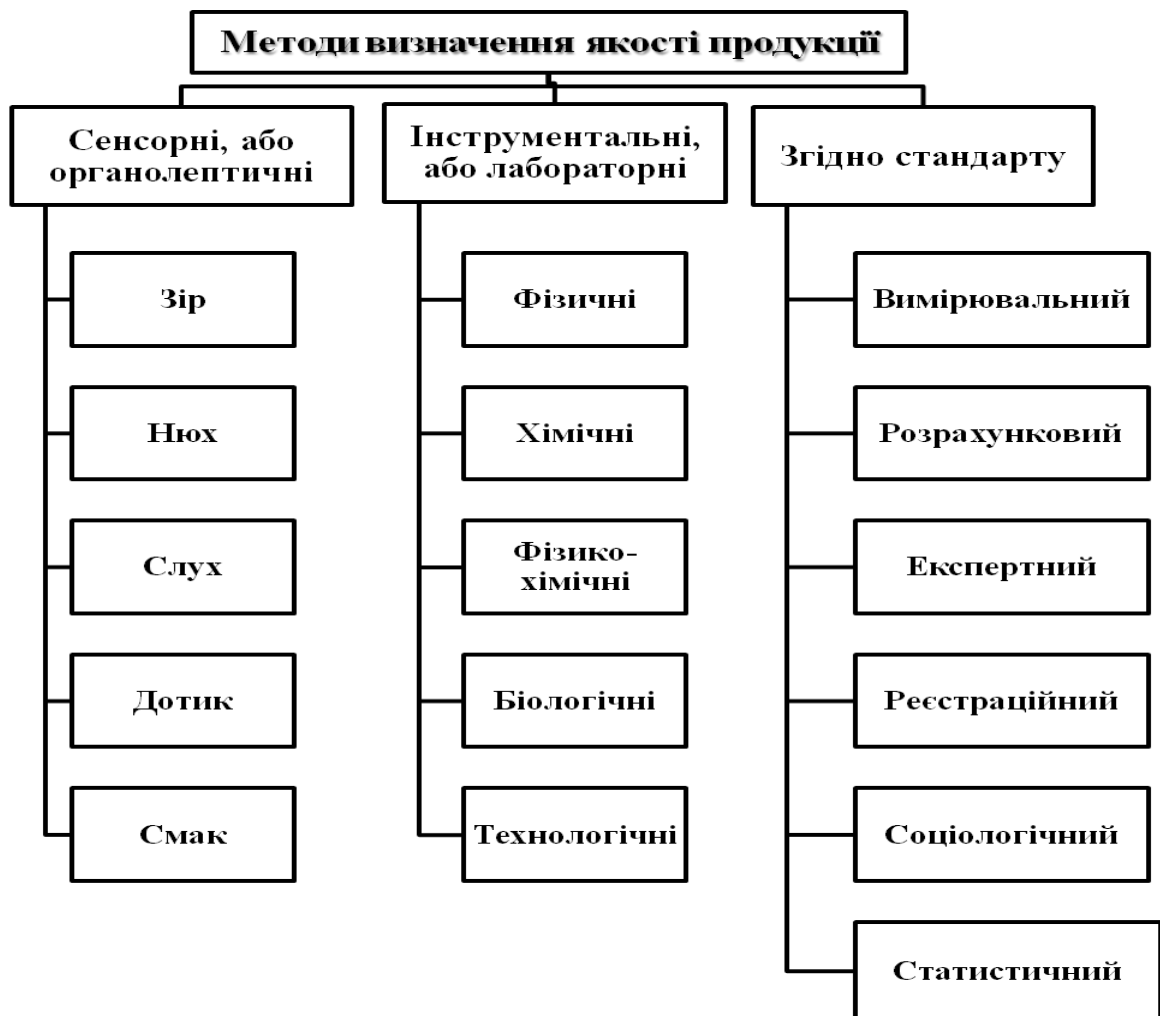 Методи визначення якості продукції
Сенсорні, або
органолептичні
Зір
Нюх
Слух
Дотик
Смак
Інструментальні,
або лабораторні
Фізичні
Хімічні
Фізико-
хімічні
Біологічні
Технологічні
Згідно стандарту
Вимірювальний
Розрахунковий
Експертний
Реєстраційний
Соціологічний
Статистичний